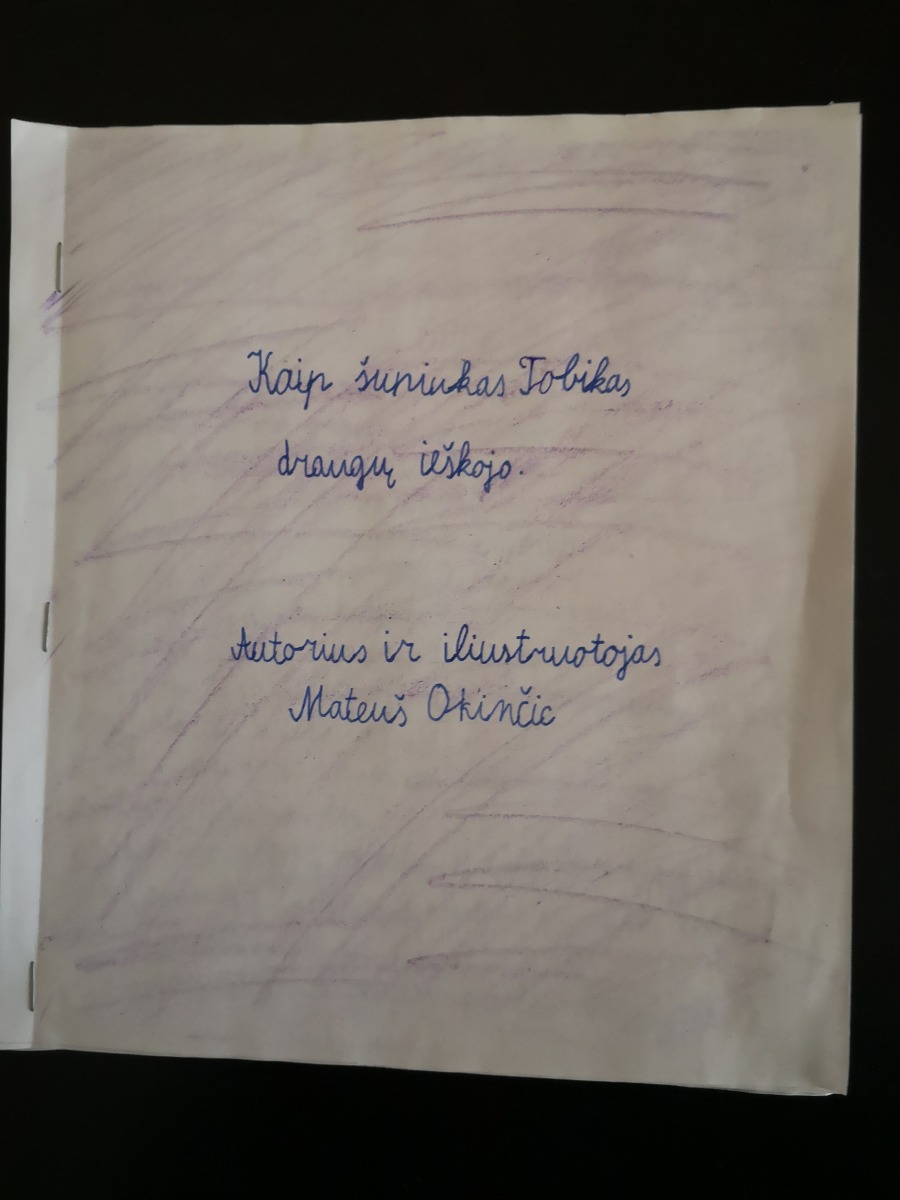 Kaip šuniukas Tobikas
draugų ieškojo.
Autorius ir iliustruotojas
Mateuš Okinčic